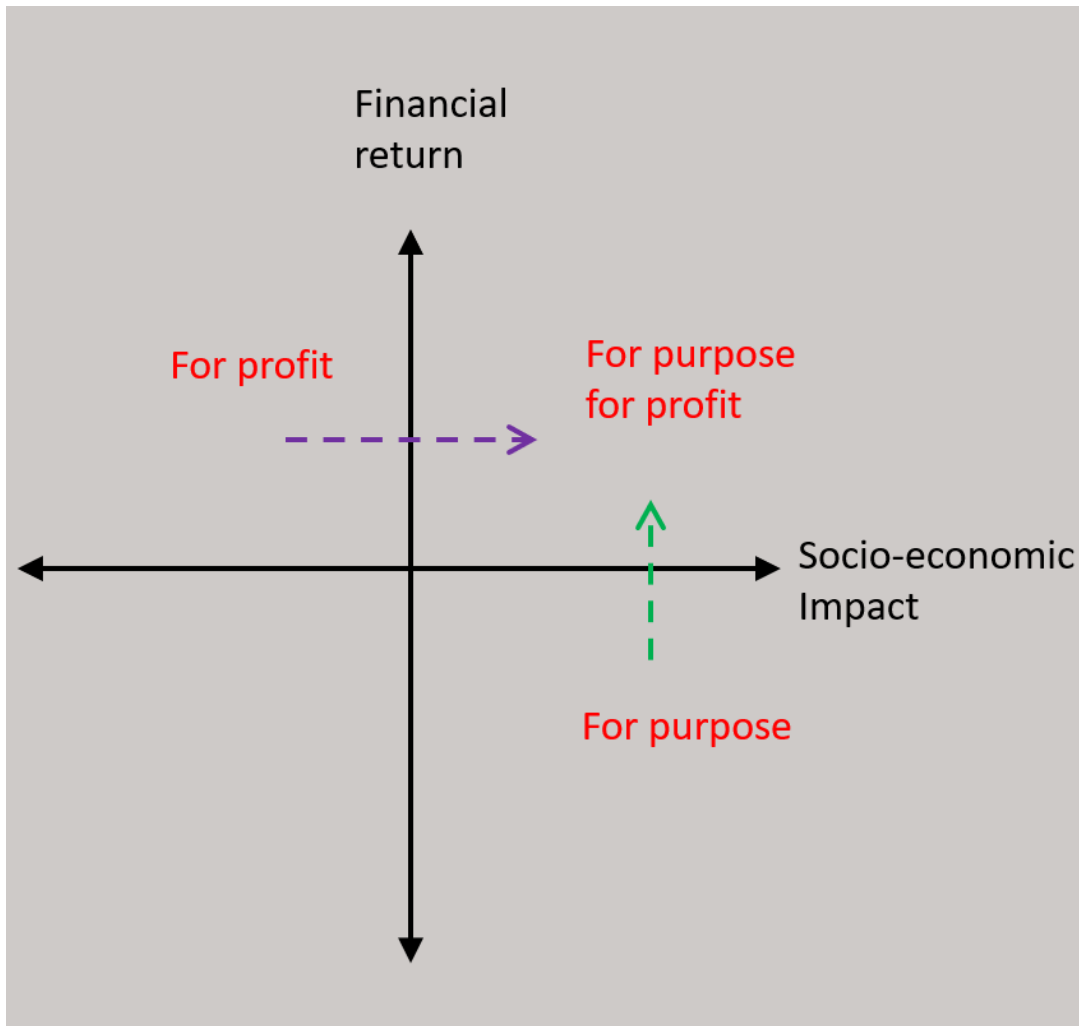 Financial
return
For profit
For purpose
for profit
Socio-economic
Impact
For purpose